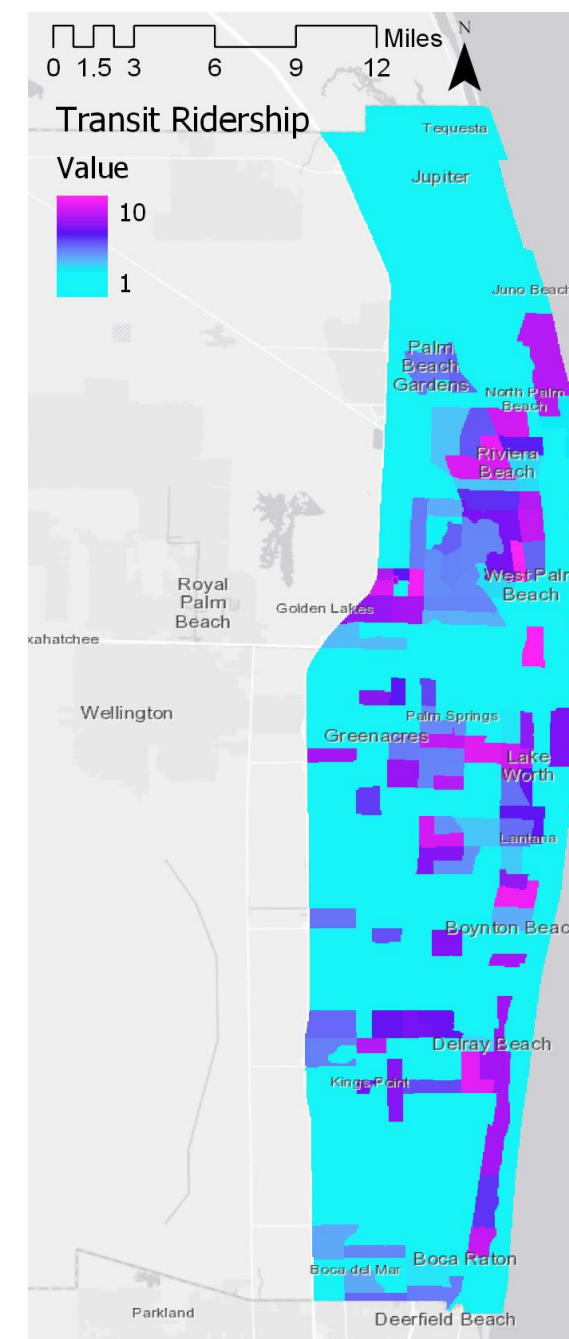 Miles
N
0 1.5 3 6 9 12
Transit Ridership
Value
10
1
Tequesta
Jupiter
Juno Beach
Palm
Beach
Gardens
North Palm
Beach
Riviera
Beach
West Palm
Beach
Royal
Palm
Beach
Golden Lakes
xahatchee
Wellington
Palm Springs
Greenacres
Lake
Worth
Lantana
Boynton Beac
Delray Beach
Kings Point
Boca Raton
Boca del Mar
Parkland
Deerfield Beach